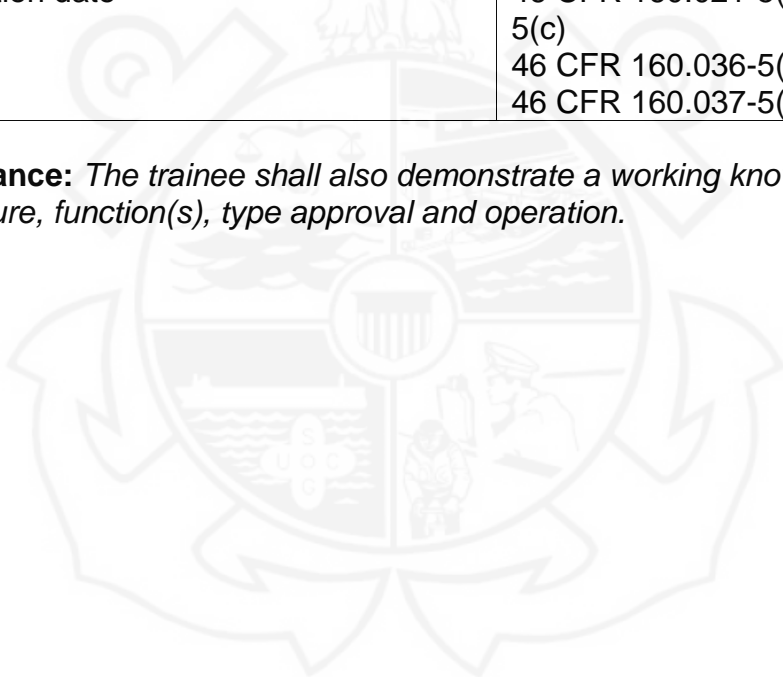 date 46 CFR 160.021-5(
5(c)
46 CFR 160.036-5(
46 CFR 160.037-5(
ance: The trainee shall also demonstrate a working kno
ure, function(s), type approval and operation.
S
U O C
G